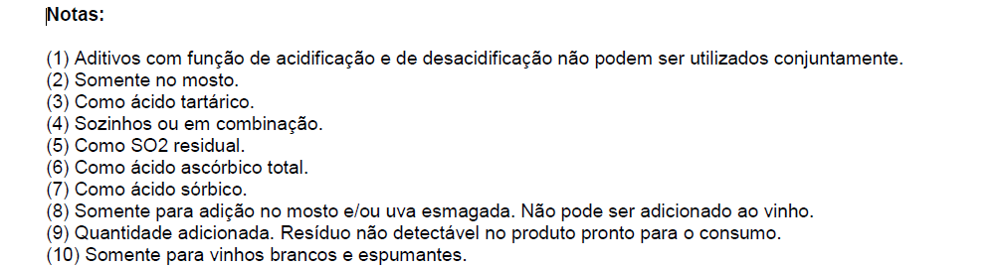 Notas:
(1) Aditivos com função de acidificação e de desacidificação não podem ser utilizados conjuntamente.
(2) Somente no mosto.
(3) Como ácido tartárico.
(4) Sozinhos ou em combinação.
(5) Como SO2 residual.
(6) Como ácido ascórbico total.
(7) Como ácido sórbico.
(8) Somente para adição no mosto e/ou uva esmagada. Não pode ser adicionado ao vinho.
(9) Quantidade adicionada. Resíduo não detectável no produto pronto para o consumo.
(10) Somente para vinhos brancos e espumantes.